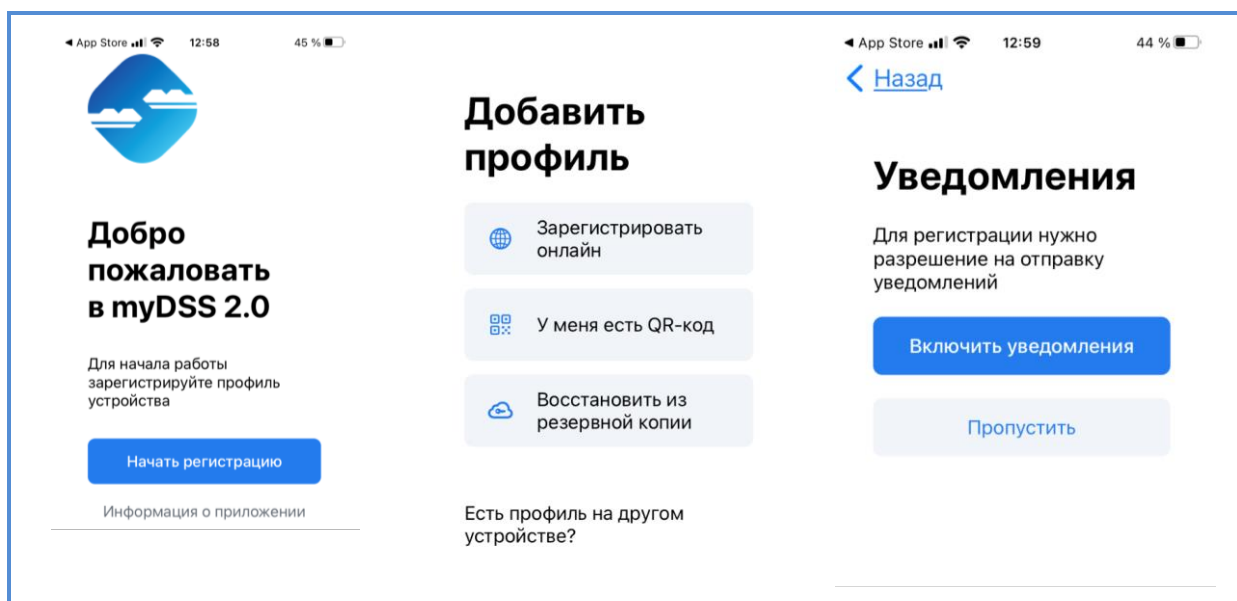 App Store 12:58 45 %
Добро
пожаловать
в myDSS 2.0
Для начала работы
зарегистрируйте профиль
устройства
Начать регистрацию
Информация о приложении
Добавить
профиль
Зарегистрировать
онлайн
У меня есть QR-код
Восстановить из
резервной копии
Есть профиль на другом
устройстве?
App Store 12:59 44 %
Назад
Уведомления
Для регистрации нужно
разрешение на отправку
уведомлений
Включить уведомления
Пропустить